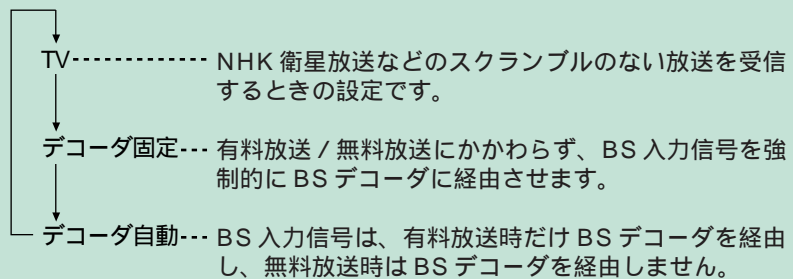 TV------------- NHK 衛星放送などのスクランブルのない放送を受信
するときの設定です。
デコーダ固定--- 有料放送 / 無料放送にかかわらず、BS 入力信号を強
制的に BS デコーダに経由させます。
デコーダ自動--- BS 入力信号は、有料放送時だけ BS デコーダを経由
し、無料放送時は BS デコーダを経由しません。